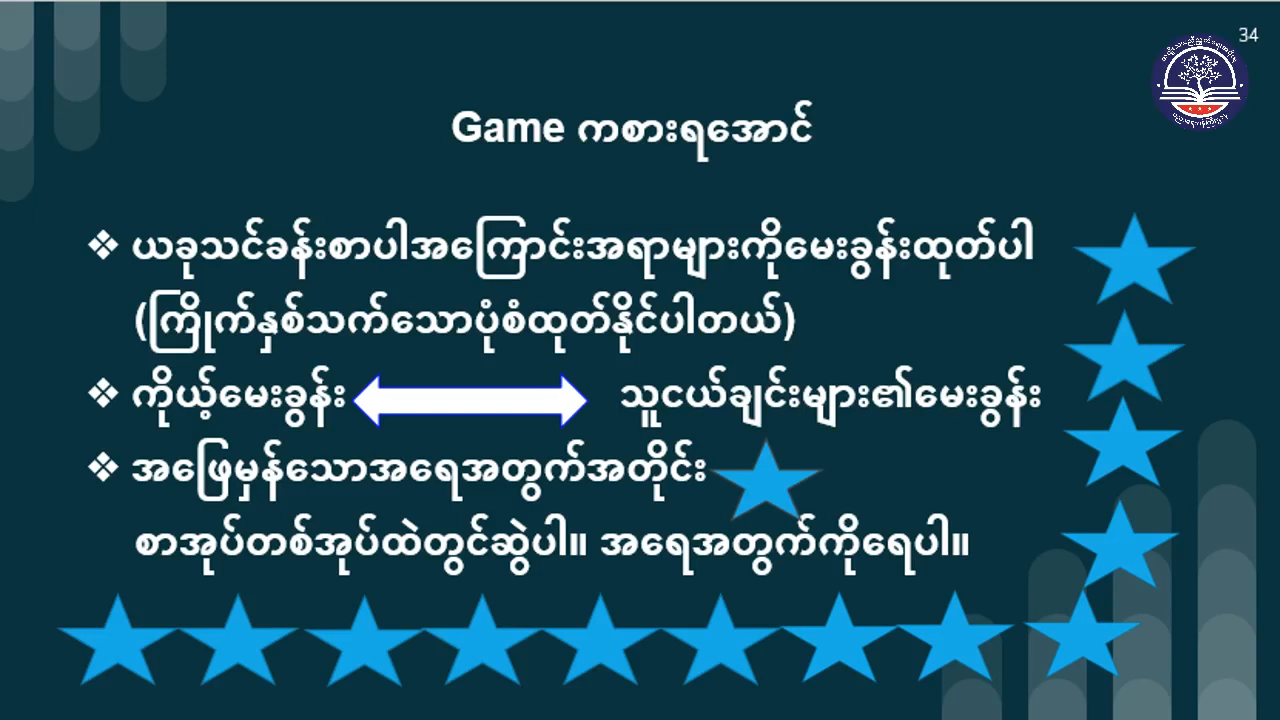 34
Game ကစားရအောင်
❖ ယခုသင်ခန်းစာပါအကြောင်းအရာများကိုမေးခွန်းထုတ်ပါ
(ကြိုက်နှစ်သက်သောပုံစံထုတ်နိုင်ပါတယ်)
❖ ကိုယ့်မေးခွန်း သူငယ်ချင်းများ၏မေးခွန်း
❖ အဖြေမှန်သောအရေအတွက်အတိုင်း
စာအုပ်တစ်အုပ်ထဲတွင်ဆွဲပါ။ အရေအတွက်ကိုရေပါ။